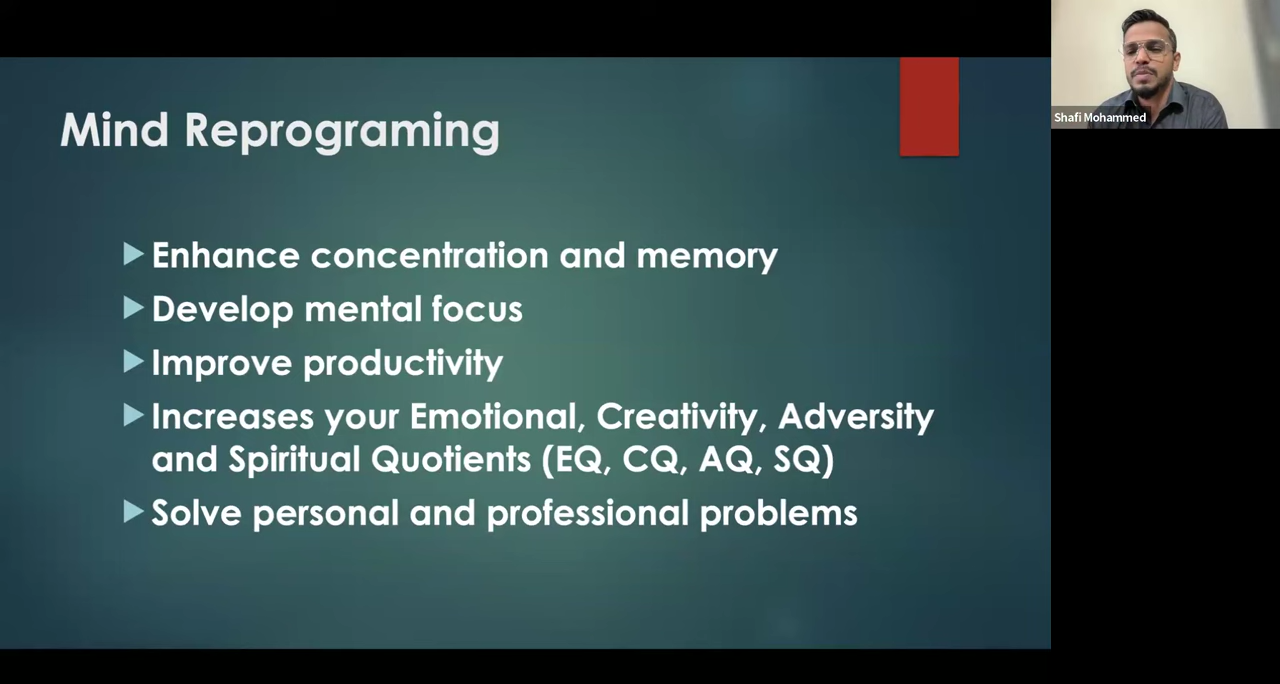 Mind Reprograming
Enhance concentration and memory
Develop mental focus
Improve productivity
Increases your Emotional, Creativity, Adversity
and Spiritual Quotients (EQ, CQ, AQ, SQ)
Solve personal and professional problems
Shafi Mohammed